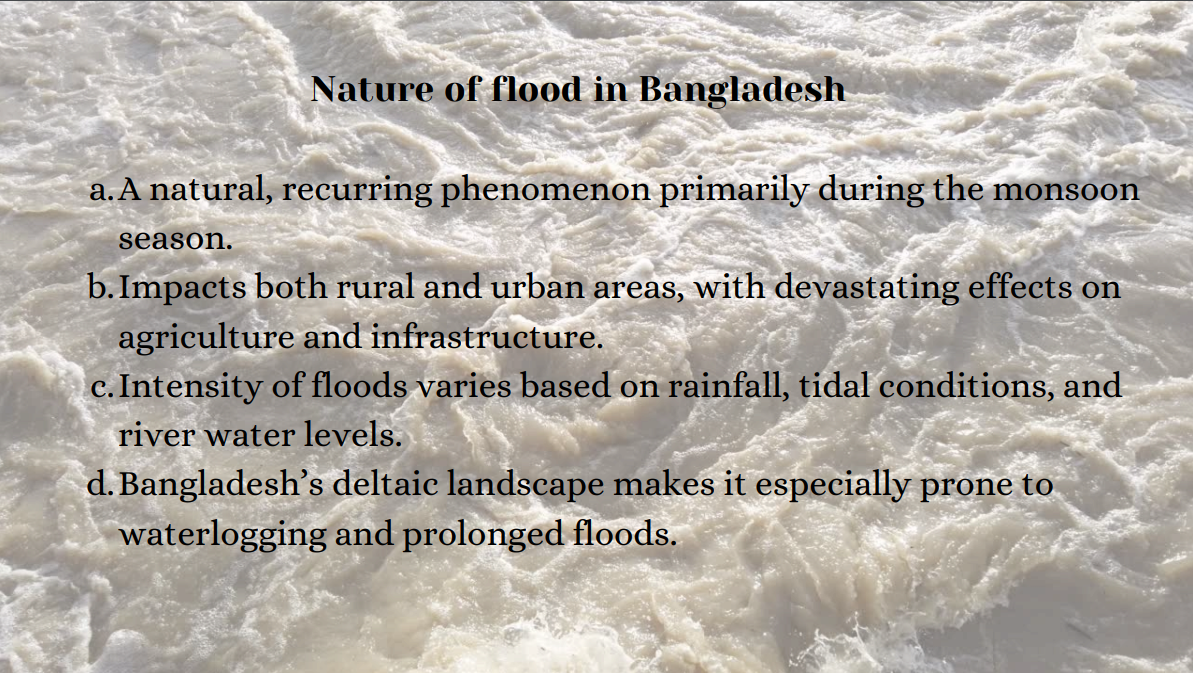 Nature of flood in Bangladesh
a. A natural, recurring phenomenon primarily during the monsoon
season.
b. Impacts both rural and urban areas, with devastating effects on
agriculture and infrastructure.
c. Intensity of floods varies based on rainfall, tidal conditions, and
river water levels.
d. Bangladesh’s deltaic landscape makes it especially prone to
waterlogging and prolonged floods.